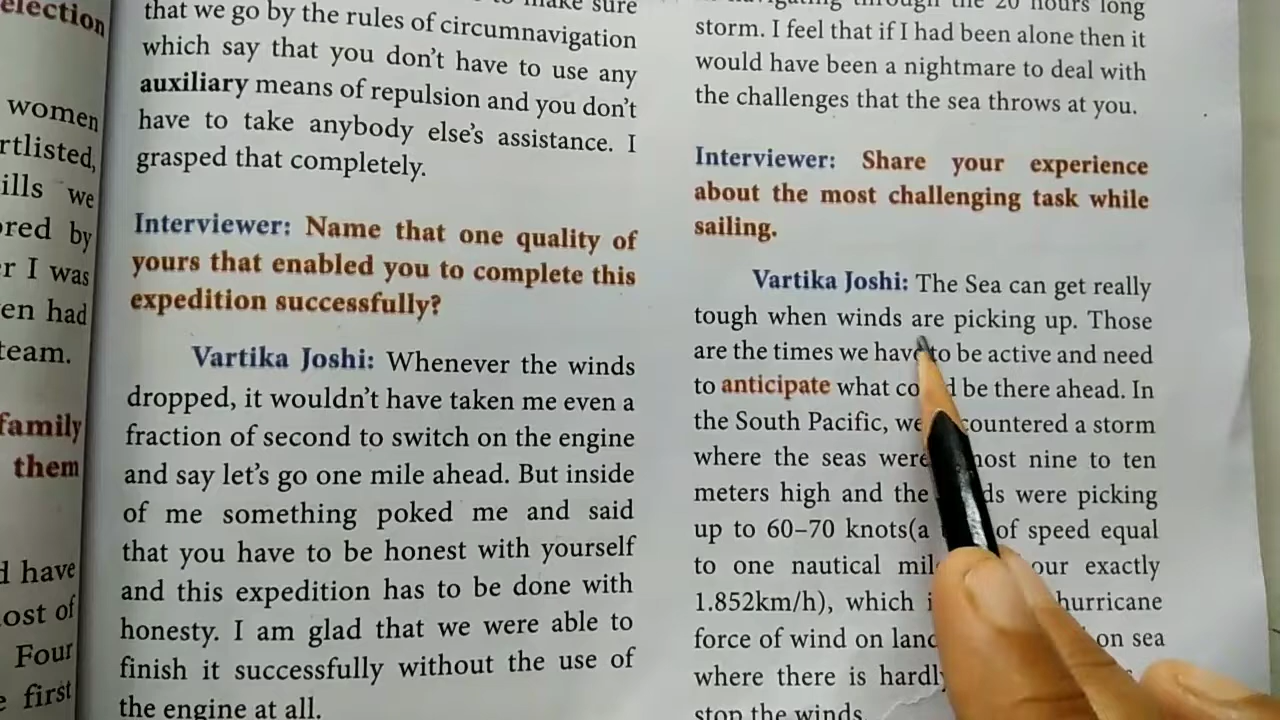 election
women
rtlisted,
ills we
ored by
r I was
en had
team.
family
them
d have
ost of
Four
e first
to make sure
that we go by the rules of circumnavigation
which say that you don't have to use any
auxiliary means of repulsion and you don't
have to take anybody else's assistance. I
grasped that completely.
Interviewer: Name that one quality of
yours that enabled you to complete this
expedition successfully?
Vartika Joshi: Whenever the winds
dropped, it wouldn't have taken me even a
fraction of second to switch on the engine
and say let's go one mile ahead. But inside
of me something poked me and said
that you have to be honest with yourself
and this expedition has to be done with
honesty. I am glad that we were able to
finish it successfully without the use of
the engine at all.
navigating through the 20 hours long
storm. I feel that if I had been alone then it
would have been a nightmare to deal with
the challenges that the sea throws at you.
Interviewer: Share your experience
about the most challenging task while
sailing.
Vartika Joshi: The Sea can get really
tough when winds are picking up. Those
are the times we have to be active and need
to anticipate what co d be there ahead. In
the South Pacific, we countered a storm
where the seas were most nine to ten
meters high and the ds were picking
up to 60–70 knots(a of speed equal
to one nautical mil our exactly
1.852km/h), which i hurricane
force of wind on lan on sea
where there is hardly
stop the winds.